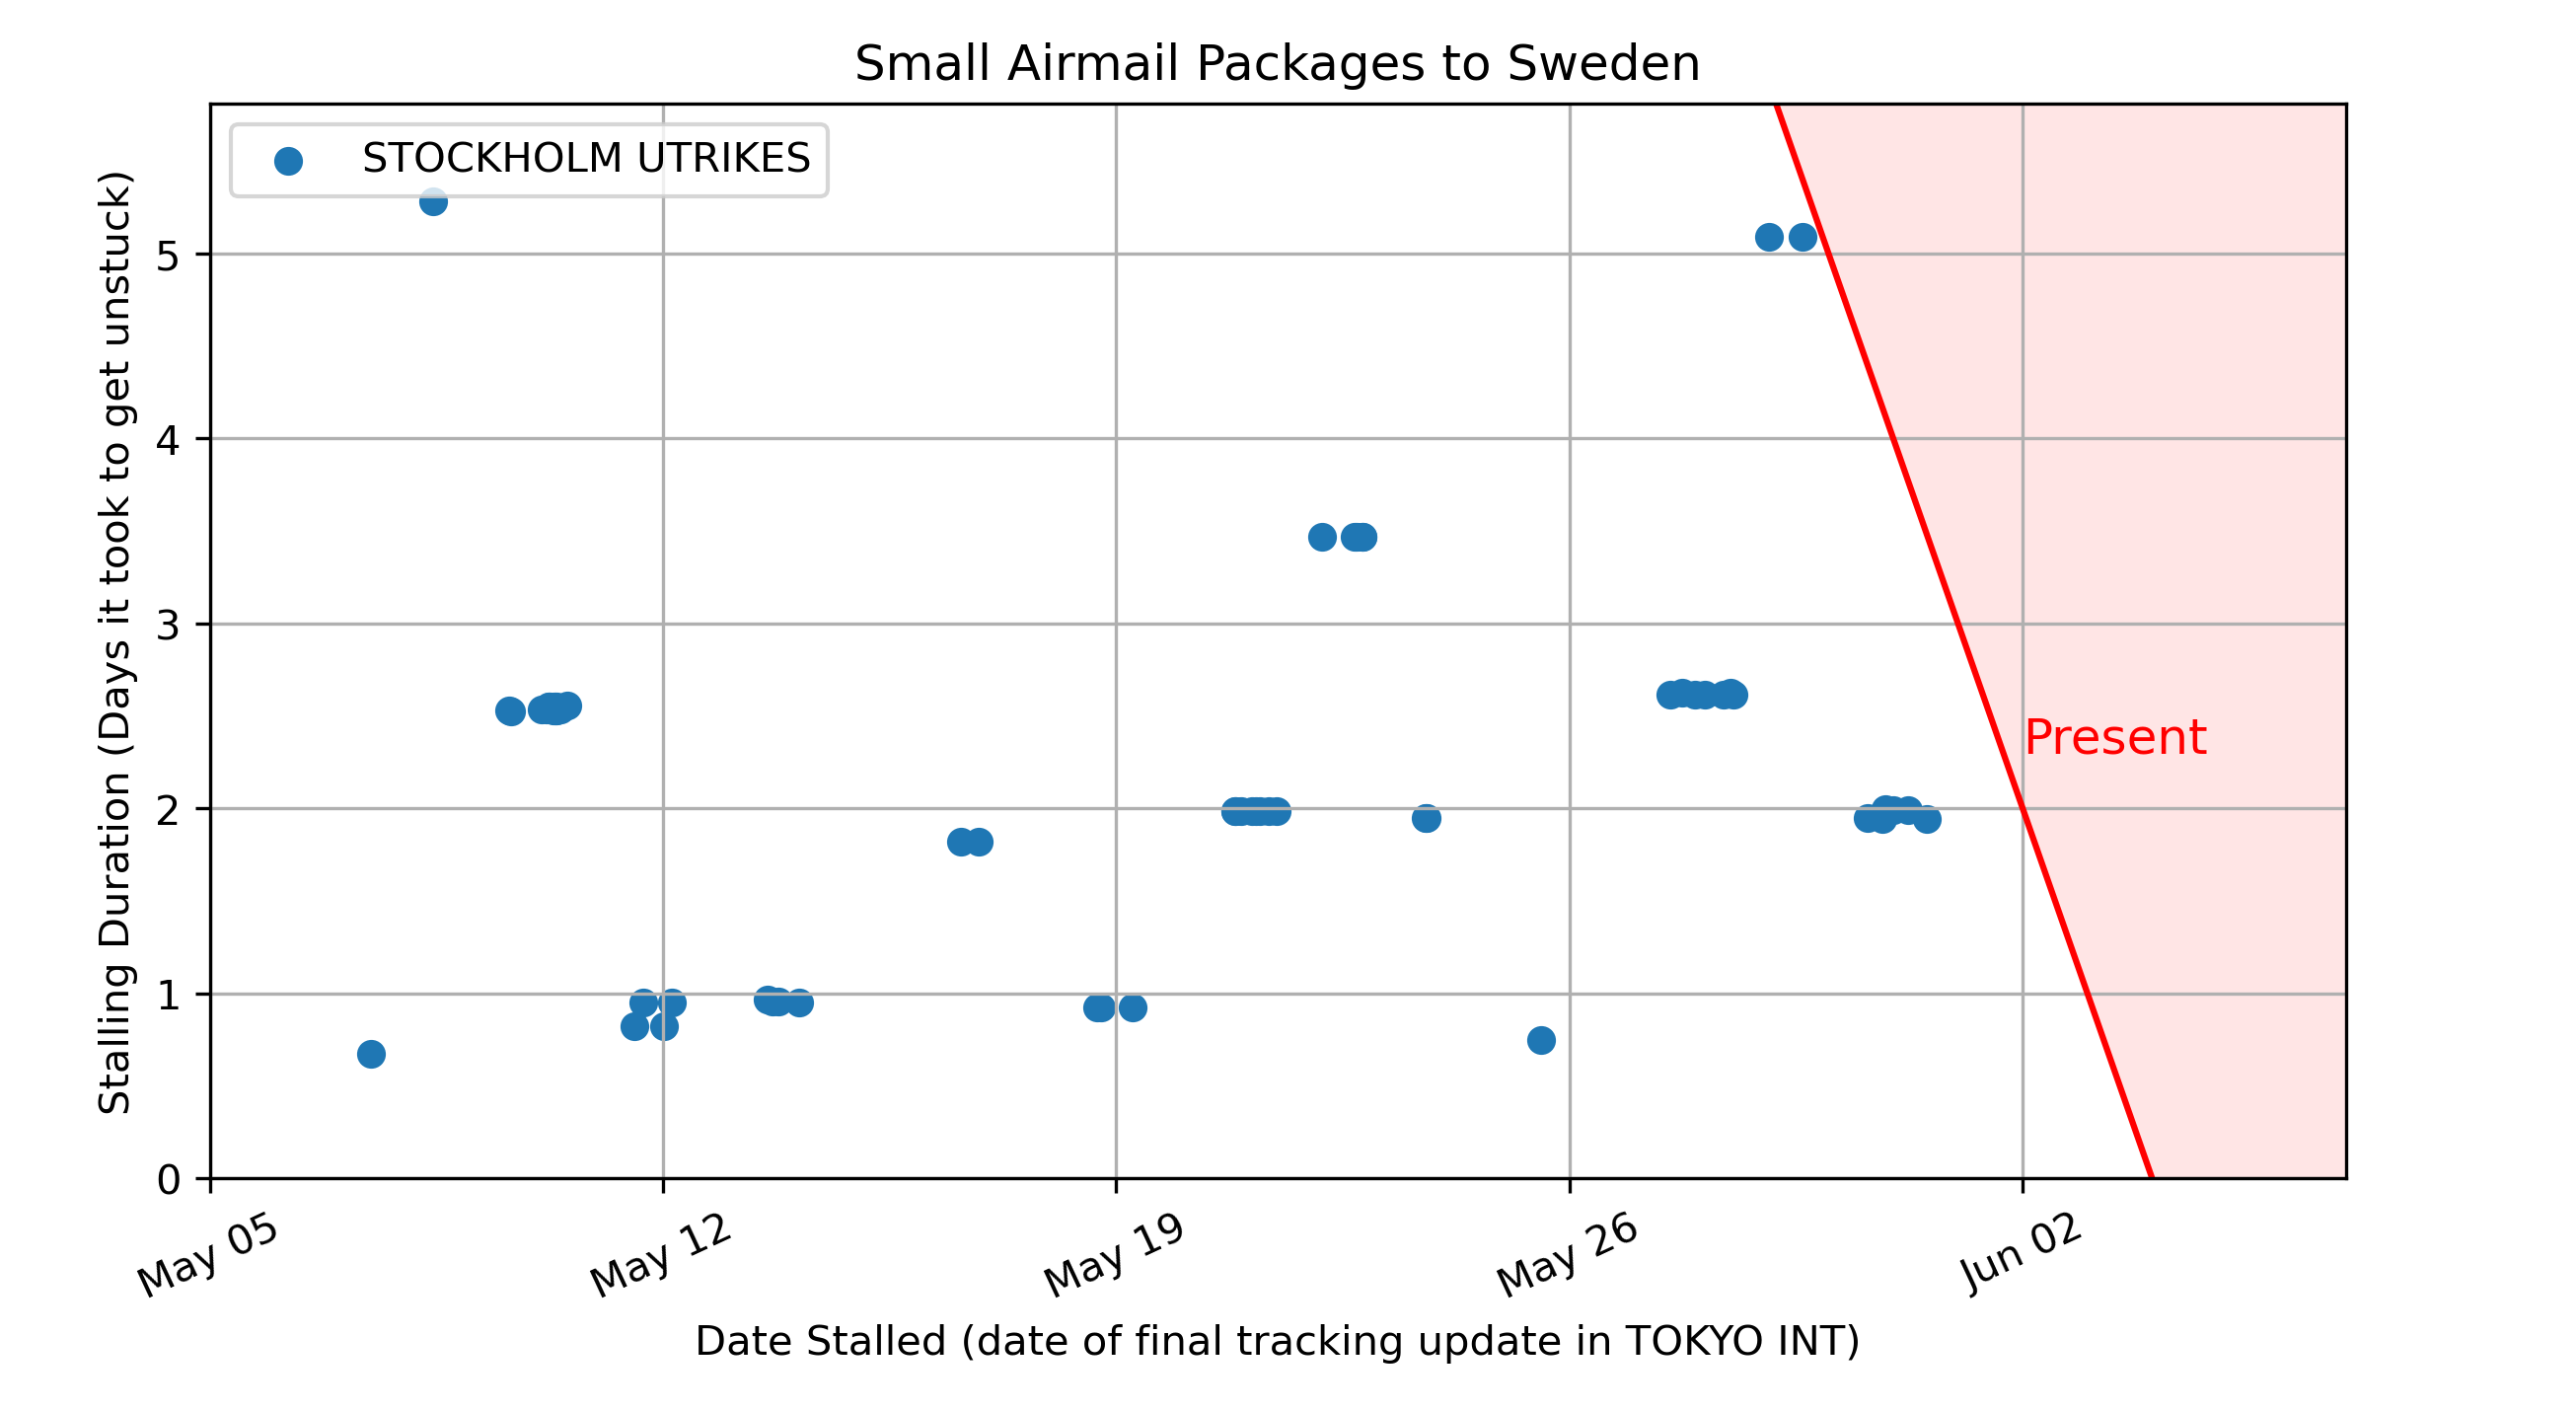 Small Airmail Packages to Sweden
STOCKHOLM UTRIKES
Stalling Duration (Days it took to get unstuck)
5
4
3
2
1
0
Present
May 05
May 12
May 19
May 26
Jun 02
Date Stalled (date of final tracking update in TOKYO INT)